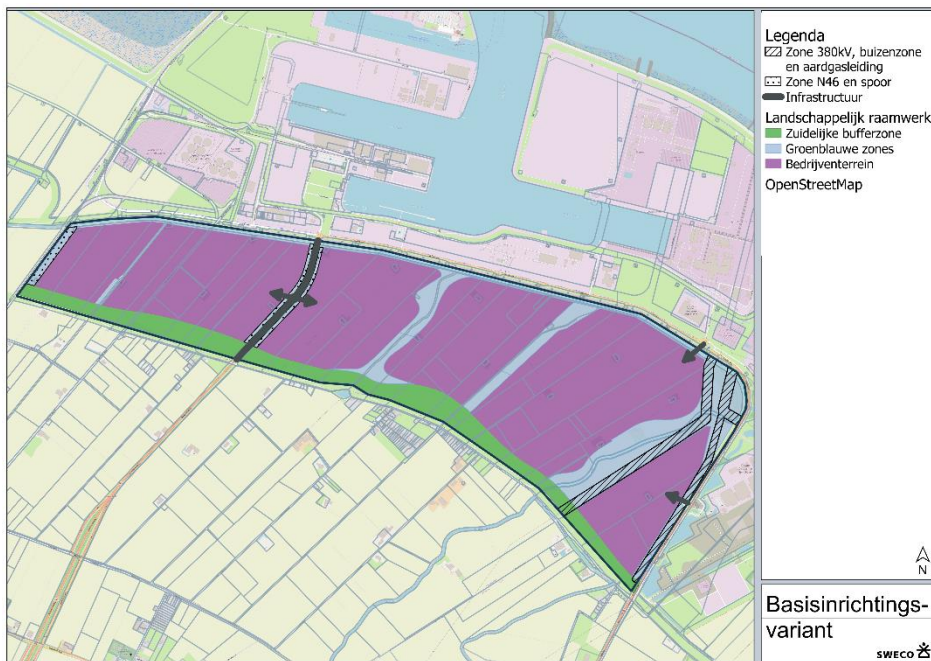 Legenda
Zone 380kV, buizenzone
en aardgasleiding
Zone N46 en spoor
Infrastructuur
Landschappelijk raamwerk
Zuidelijke bufferzone
Groenblauwe zones
Bedrijventerrein
OpenStreetMap
N
Basisinrichtings-
variant
SWECO